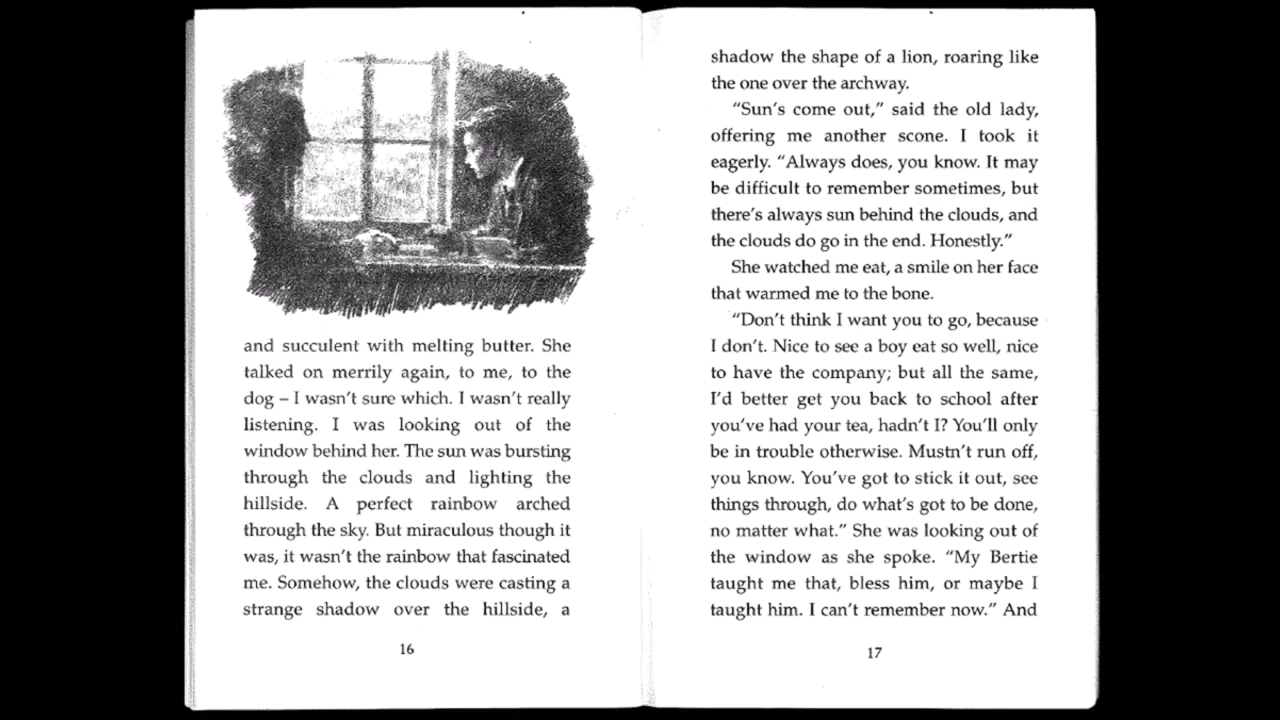 and succulent with melting butter. She
talked on merrily again, to me, to the
dog – I wasn't sure which. I wasn't really
listening. I was looking out of the
window behind her. The sun was bursting
through the clouds and lighting the
hillside. A perfect rainbow arched
through the sky. But miraculous though it
was, it wasn't the rainbow that fascinated
me. Somehow, the clouds were casting a
strange shadow over the hillside, a
16
shadow the shape of a lion, roaring like
the one over the archway.
"Sun's come out," said the old lady,
offering me another scone. I took it
eagerly. "Always does, you know. It may
be difficult to remember sometimes, but
there's always sun behind the clouds, and
the clouds do go in the end. Honestly."
She watched me eat, a smile on her face
that warmed me to the bone.
"Don't think I want you to go, because
I don't. Nice to see a boy eat so well, nice
to have the company; but all the same,
I'd better get you back to school after
you've had your tea, hadn't I? You'll only
be in trouble otherwise. Mustn't run off,
you know. You've got to stick it out, see
things through, do what's got to be done,
no matter what." She was looking out of
the window as she spoke. "My Bertie
taught me that, bless him, or maybe I
taught him. I can't remember now." And
17